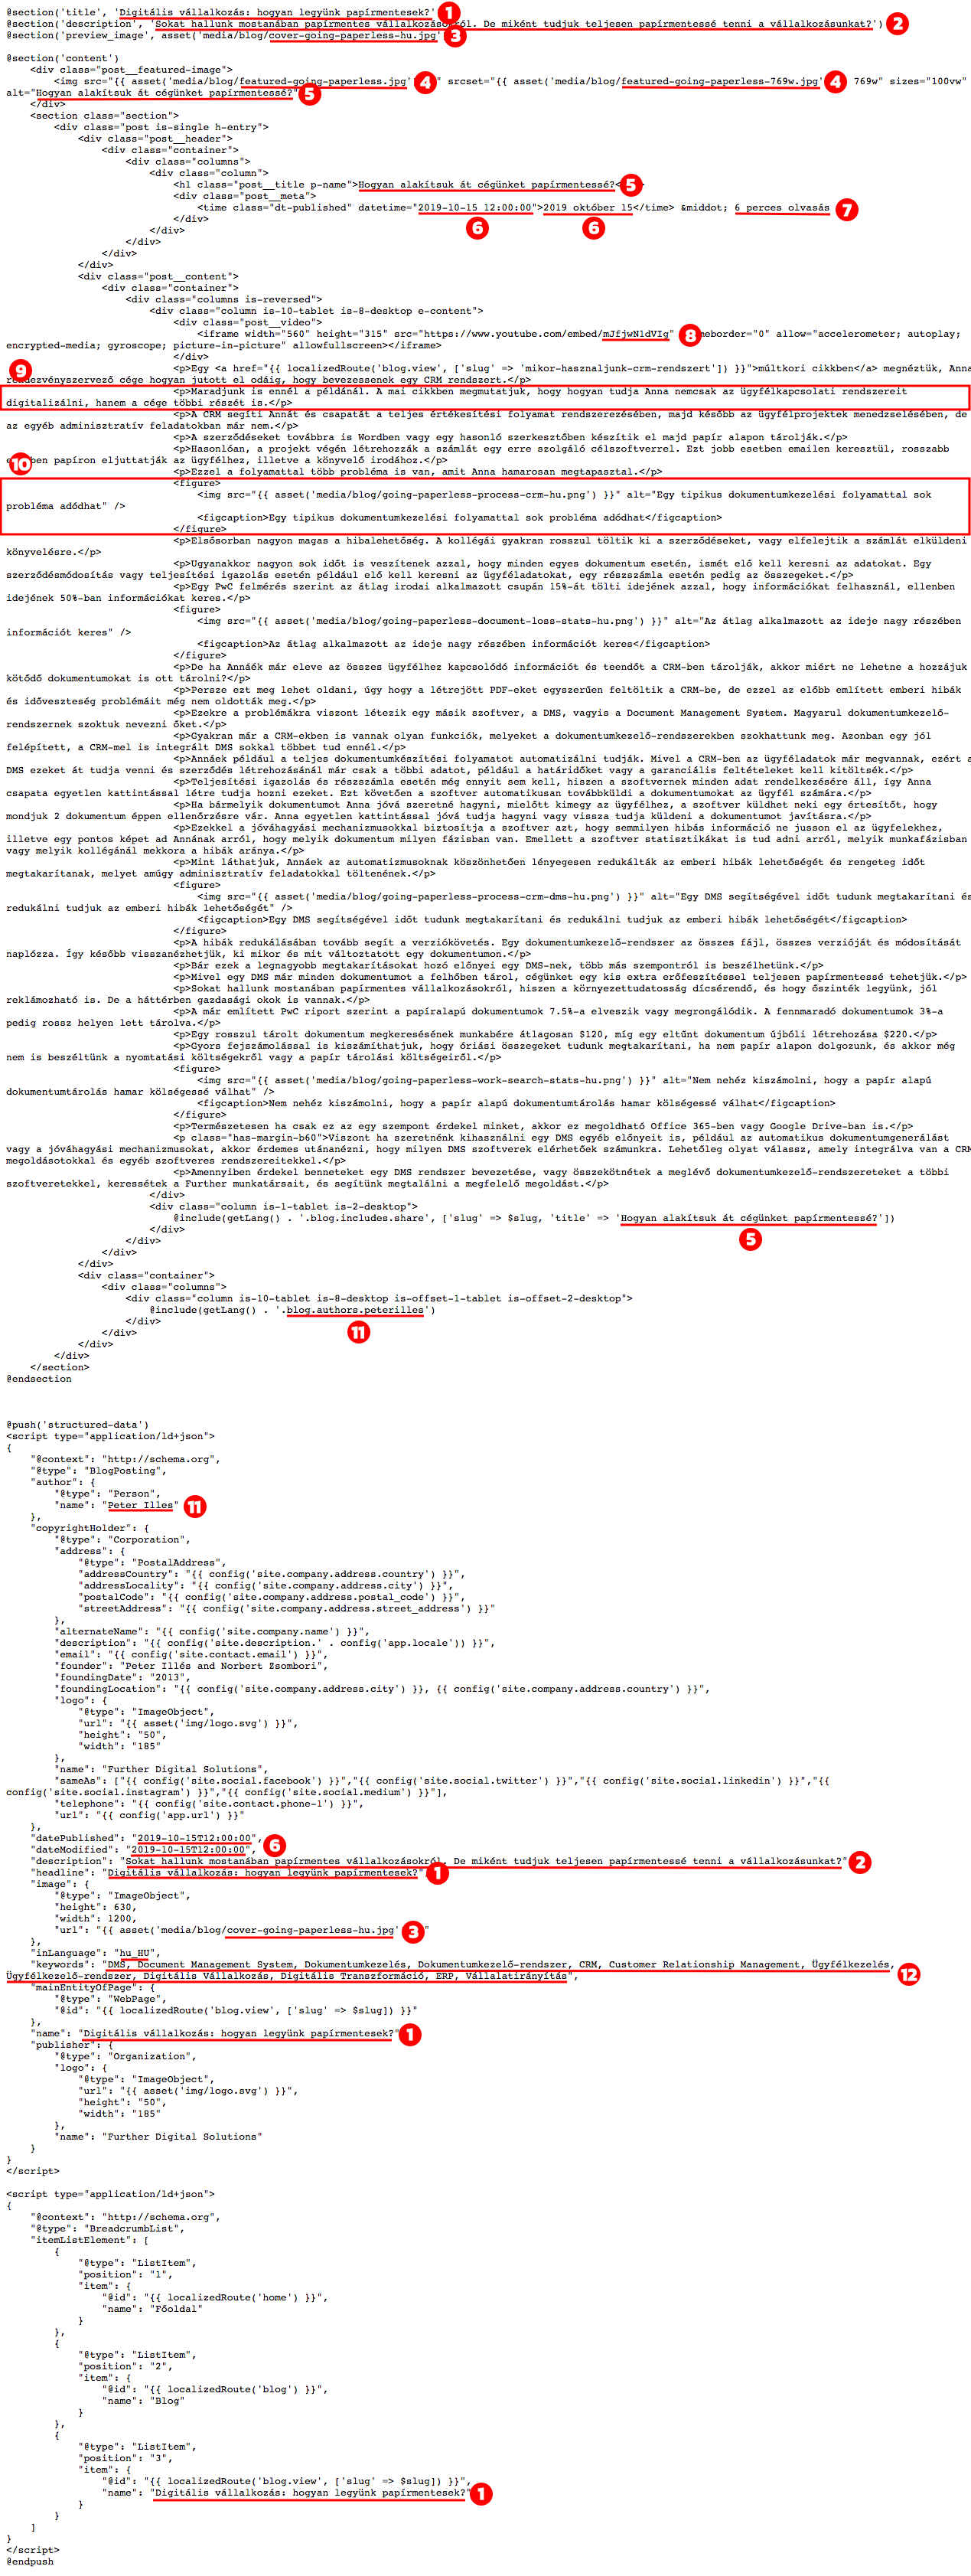 @section('title', 'Digitális vállalkozás: hogyan legyünk papírmentesek?' 1
@section('description', 'Sokat hallunk mostanában papírmentes vállalkozásokról. De miként tudjuk teljesen papírmentessé tenni a vállalkozásunkat?') 2
@section('preview_image', asset('media/blog/cover-going-paperless-hu.jpg' 3
@section('content')
<div class="post__featured-image">
<img src="{{ asset('media/blog/featured-going-paperless.jpg' 4 " srcset="{{ asset('media/blog/featured-going-paperless-769w.jpg' 4 769w" sizes="100vw"
alt="Hogyan alakítsuk át cégünket papírmentessé?" 5
</div>
<section class="section">
<div class="post is-single h-entry">
<div class="post__header">
<div class="container">
<div class="columns">
<div class="column">
<h1 class="post__title p-name">Hogyan alakítsuk át cégünket papírmentessé?< 5 >
<div class="post__meta">
<time class="dt-published" datetime="2019-10-15 12:00:00">2019 október 15</time> &middot; 6 perces olvasás 7
</div> 6 6
</div>
</div>
</div>
</div>
<div class="post__content">
<div class="container">
<div class="columns is-reversed">
<div class="column is-10-tablet is-8-desktop e-content">
<div class="post__video">
<iframe width="560" height="315" src="https://www.youtube.com/embed/mJfjwN1dVIg" 8 meborder="0" allow="accelerometer; autoplay;
encrypted-media; gyroscope; picture-in-picture" allowfullscreen></iframe>
</div>
9 <p>Egy <a href="{{ localizedRoute('blog.view', ['slug' => 'mikor-hasznaljunk-crm-rendszert']) }}">múltkori cikkben</a> megnéztük, Anna
rendezvényszervező cége hogyan jutott el odáig, hogy bevezessenek egy CRM rendszert.</p>
<p>Maradjunk is ennél a példánál. A mai cikkben megmutatjuk, hogy hogyan tudja Anna nemcsak az ügyfélkapcsolati rendszereit
digitalizálni, hanem a cége többi részét is.</p>
<p>A CRM segíti Annát és csapatát a teljes értékesítési folyamat rendszerezésében, majd később az ügyfélprojektek menedzselésében, de
az egyéb adminisztratív feladatokban már nem.</p>
<p>A szerződéseket továbbra is Wordben vagy egy hasonló szerkesztőben készítik el majd papír alapon tárolják.</p>
<p>Hasonlóan, a projekt végén létrehozzák a számlát egy erre szolgáló célszoftverrel. Ezt jobb esetben emailen keresztül, rosszabb
10 ben papíron eljuttatják az ügyfélhez, illetve a könyvelő irodához.</p>
<p>Ezzel a folyamattal több probléma is van, amit Anna hamarosan megtapasztal.</p>
<figure>
<img src="{{ asset('media/blog/going-paperless-process-crm-hu.png') }}" alt="Egy tipikus dokumentumkezelési folyamattal sok
probléma adódhat" />
<figcaption>Egy tipikus dokumentumkezelési folyamattal sok probléma adódhat</figcaption>
</figure>
<p>Elsősorban nagyon magas a hibalehetőség. A kollégái gyakran rosszul töltik ki a szerződéseket, vagy elfelejtik a számlát elküldeni
könyvelésre.</p>
<p>Ugyanakkor nagyon sok időt is veszítenek azzal, hogy minden egyes dokumentum esetén, ismét elő kell keresni az adatokat. Egy
szerződésmódosítás vagy teljesítési igazolás esetén például elő kell keresni az ügyféladatokat, egy részszámla esetén pedig az összegeket.</p>
<p>Egy PwC felmérés szerint az átlag irodai alkalmazott csupán 15%-át tölti idejének azzal, hogy információkat felhasznál, ellenben
idejének 50%-ban információkat keres.</p>
<figure>
<img src="{{ asset('media/blog/going-paperless-document-loss-stats-hu.png') }}" alt="Az átlag alkalmazott az ideje nagy részében
információt keres" />
<figcaption>Az átlag alkalmazott az ideje nagy részében információt keres</figcaption>
</figure>
<p>De ha Annáék már eleve az összes ügyfélhez kapcsolódó információt és teendőt a CRM-ben tárolják, akkor miért ne lehetne a hozzájuk
kötődő dokumentumokat is ott tárolni?</p>
<p>Persze ezt meg lehet oldani, úgy hogy a létrejött PDF-eket egyszerűen feltöltik a CRM-be, de ezzel az előbb említett emberi hibák
és időveszteség problémáit még nem oldották meg.</p>
<p>Ezekre a problémákra viszont létezik egy másik szoftver, a DMS, vagyis a Document Management System. Magyarul dokumentumkezelő-
rendszernek szoktuk nevezni őket.</p>
<p>Gyakran már a CRM-ekben is vannak olyan funkciók, melyeket a dokumentumkezelő-rendszerekben szokhattunk meg. Azonban egy jól
felépített, a CRM-mel is integrált DMS sokkal többet tud ennél.</p>
<p>Annáek például a teljes dokumentumkészítési folyamatot automatizálni tudják. Mivel a CRM-ben az ügyféladatok már megvannak, ezért a
DMS ezeket át tudja venni és szerződés létrehozásánál már csak a többi adatot, például a határidőket vagy a garanciális feltételeket kell kitöltsék.</p>
<p>Teljesítési igazolás és részszámla esetén még ennyit sem kell, hiszen a szoftvernek minden adat rendelkezésére áll, így Anna
csapata egyetlen kattintással létre tudja hozni ezeket. Ezt követően a szoftver automatikusan továbbküldi a dokumentumokat az ügyfél számára.</p>
<p>Ha bármelyik dokumentumot Anna jóvá szeretné hagyni, mielőtt kimegy az ügyfélhez, a szoftver küldhet neki egy értesítőt, hogy
mondjuk 2 dokumentum éppen ellenőrzésre vár. Anna egyetlen kattintással jóvá tudja hagyni vagy vissza tudja küldeni a dokumentumot javításra.</p>
<p>Ezekkel a jóváhagyási mechanizmusokkal biztosítja a szoftver azt, hogy semmilyen hibás információ ne jusson el az ügyfelekhez,
illetve egy pontos képet ad Annának arról, hogy melyik dokumentum milyen fázisban van. Emellett a szoftver statisztikákat is tud adni arról, melyik munkafázisban
vagy melyik kollégánál mekkora a hibák aránya.</p>
<p>Mint láthatjuk, Annáek az automatizmusoknak köszönhetően lényegesen redukálták az emberi hibák lehetőségét és rengeteg időt
megtakarítanak, melyet amúgy adminisztratív feladatokkal töltenének.</p>
<figure>
<img src="{{ asset('media/blog/going-paperless-process-crm-dms-hu.png') }}" alt="Egy DMS segítségével időt tudunk megtakarítani és
redukálni tudjuk az emberi hibák lehetőségét" />
<figcaption>Egy DMS segítségével időt tudunk megtakarítani és redukálni tudjuk az emberi hibák lehetőségét</figcaption>
</figure>
<p>A hibák redukálásában tovább segít a verziókövetés. Egy dokumentumkezelő-rendszer az összes fájl, összes verzióját és módosítását
naplózza. Így később visszanézhetjük, ki mikor és mit változtatott egy dokumentumon.</p>
<p>Bár ezek a legnagyobb megtakarításokat hozó előnyei egy DMS-nek, több más szempontról is beszélhetünk.</p>
<p>Mivel egy DMS már minden dokumentumot a felhőben tárol, cégünket egy kis extra erőfeszítéssel teljesen papírmentessé tehetjük.</p>
<p>Sokat hallunk mostanában papírmentes vállalkozásokról, hiszen a környezettudatosság dícsérendő, és hogy őszinték legyünk, jól
reklámozható is. De a háttérben gazdasági okok is vannak.</p>
<p>A már említett PwC riport szerint a papíralapú dokumentumok 7.5%-a elveszik vagy megrongálódik. A fennmaradó dokumentumok 3%-a
pedig rossz helyen lett tárolva.</p>
<p>Egy rosszul tárolt dokumentum megkeresésének munkabére átlagosan $120, míg egy eltűnt dokumentum újbóli létrehozása $220.</p>
<p>Gyors fejszámolással is kiszámíthatjuk, hogy óriási összegeket tudunk megtakarítani, ha nem papír alapon dolgozunk, és akkor még
nem is beszéltünk a nyomtatási költségekről vagy a papír tárolási költségeiről.</p>
<figure>
<img src="{{ asset('media/blog/going-paperless-work-search-stats-hu.png') }}" alt="Nem nehéz kiszámolni, hogy a papír alapú
dokumentumtárolás hamar kölségessé válhat" />
<figcaption>Nem nehéz kiszámolni, hogy a papír alapú dokumentumtárolás hamar kölségessé válhat</figcaption>
</figure>
<p>Természetesen ha csak ez az egy szempont érdekel minket, akkor ez megoldható Office 365-ben vagy Google Drive-ban is.</p>
<p class="has-margin-b60">Viszont ha szeretnénk kihasználni egy DMS egyéb előnyeit is, például az automatikus dokumentumgenerálást
vagy a jóváhagyási mechanizmusokat, akkor érdemes utánanézni, hogy milyen DMS szoftverek elérhetőek számunkra. Lehetőleg olyat válassz, amely integrálva van a CRM
megoldásotokkal és egyéb szoftveres rendszereitekkel.</p>
<p>Amennyiben érdekel benneteket egy DMS rendszer bevezetése, vagy összekötnétek a meglévő dokumentumkezelő-rendszereteket a többi
szoftveretekkel, keressétek a Further munkatársait, és segítünk megtalálni a megfelelő megoldást.</p>
</div>
<div class="column is-1-tablet is-2-desktop">
@include(getLang() . '.blog.includes.share', ['slug' => $slug, 'title' => 'Hogyan alakítsuk át cégünket papírmentessé?'])
</div>
</div> 5
</div>
</div>
<div class="container">
<div class="columns">
<div class="column is-10-tablet is-8-desktop is-offset-1-tablet is-offset-2-desktop">
@include(getLang() . '.blog.authors.peterilles')
</div>
</div> 11
</div>
</div>
</section>
@endsection
@push('structured-data')
<script type="application/ld+json">
{
"@context": "http://schema.org",
"@type": "BlogPosting",
"author": {
"@type": "Person",
"name": "Peter Illes" 11
},
"copyrightHolder": {
"@type": "Corporation",
"address": {
"@type": "PostalAddress",
"addressCountry": "{{ config('site.company.address.country') }}",
"addressLocality": "{{ config('site.company.address.city') }}",
"postalCode": "{{ config('site.company.address.postal_code') }}",
"streetAddress": "{{ config('site.company.address.street_address') }}"
},
"alternateName": "{{ config('site.company.name') }}",
"description": "{{ config('site.description.' . config('app.locale')) }}",
"email": "{{ config('site.contact.email') }}",
"founder": "Peter Illés and Norbert Zsombori",
"foundingDate": "2013",
"foundingLocation": "{{ config('site.company.address.city') }}, {{ config('site.company.address.country') }}",
"logo": {
"@type": "ImageObject",
"url": "{{ asset('img/logo.svg') }}",
"height": "50",
"width": "185"
},
"name": "Further Digital Solutions",
"sameAs": ["{{ config('site.social.facebook') }}","{{ config('site.social.twitter') }}","{{ config('site.social.linkedin') }}","{{
config('site.social.instagram') }}","{{ config('site.social.medium') }}"],
"telephone": "{{ config('site.contact.phone-1') }}",
"url": "{{ config('app.url') }}"
},
"datePublished": "2019-10-15T12:00:00",
"dateModified": "2019-10-15T12:00:00", 6
"description": "Sokat hallunk mostanában papírmentes vállalkozásokról. De miként tudjuk teljesen papírmentessé tenni a vállalkozásunkat?" 2
"headline": "Digitális vállalkozás: hogyan legyünk papírmentesek?" 1
"image": {
"@type": "ImageObject",
"height": 630,
"width": 1200,
"url": "{{ asset('media/blog/cover-going-paperless-hu.jpg' 3 "
},
"inLanguage": "hu_HU",
"keywords": "DMS, Document Management System, Dokumentumkezelés, Dokumentumkezelő-rendszer, CRM, Customer Relationship Management, Ügyfélkezelés,
Ügyfélkezelő-rendszer, Digitális Vállalkozás, Digitális Transzformáció, ERP, Vállalatirányítás", 12
"mainEntityOfPage": {
"@type": "WebPage",
"@id": "{{ localizedRoute('blog.view', ['slug' => $slug]) }}"
},
"name": "Digitális vállalkozás: hogyan legyünk papírmentesek?" 1
"publisher": {
"@type": "Organization",
"logo": {
"@type": "ImageObject",
"url": "{{ asset('img/logo.svg') }}",
"height": "50",
"width": "185"
},
"name": "Further Digital Solutions"
}
}
</script>
<script type="application/ld+json">
{
"@context": "http://schema.org",
"@type": "BreadcrumbList",
"itemListElement": [
{
"@type": "ListItem",
"position": "1",
"item": {
"@id": "{{ localizedRoute('home') }}",
"name": "Főoldal"
}
},
{
"@type": "ListItem",
"position": "2",
"item": {
"@id": "{{ localizedRoute('blog') }}",
"name": "Blog"
}
},
{
"@type": "ListItem",
"position": "3",
"item": {
"@id": "{{ localizedRoute('blog.view', ['slug' => $slug]) }}",
"name": "Digitális vállalkozás: hogyan legyünk papírmentesek?" 1
}
}
]
}
</script>
@endpush